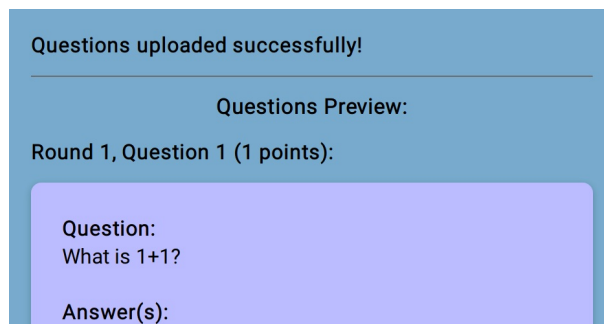 Questions uploaded successfully!
Questions Preview:
Round 1, Question 1 (1 points):
Question:
What is 1+1?
Answer(s):